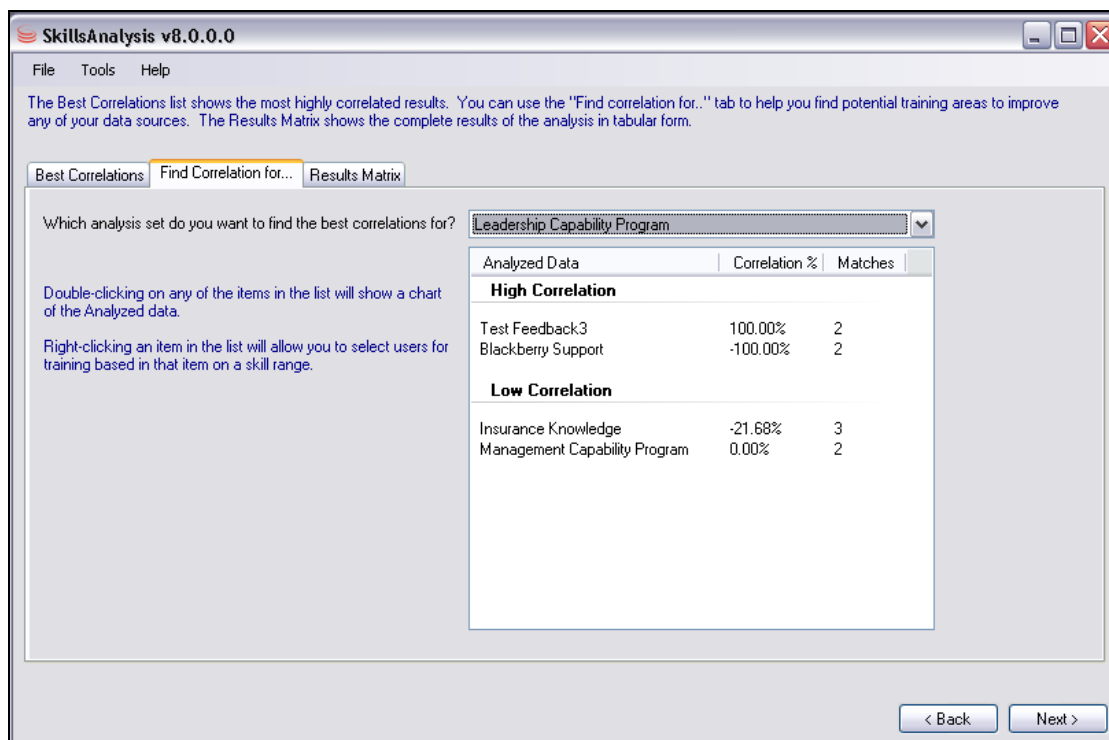 SkillsAnalysis v8.0.0.0
File Tools Help
The Best Correlations list shows the most highly correlated results. You can use the "Find correlation for.." tab to help you find potential training areas to improve
any of your data sources. The Results Matrix shows the complete results of the analysis in tabular form.
Best Correlations Find Correlation for... Results Matrix
Which analysis set do you want to find the best correlations for? Leadership Capability Program
Analyzed Data Correlation % Matches
High Correlation
Double-clicking on any of the items in the list will show a chart
of the Analyzed data.
Right-clicking an item in the list will allow you to select users for
training based in that item on a skill range.
Test Feedback3 100.00% 2
Blackberry Support -100.00% 2
Low Correlation
Insurance Knowledge -21.68% 3
Management Capability Program 0.00% 2
< Back Next >